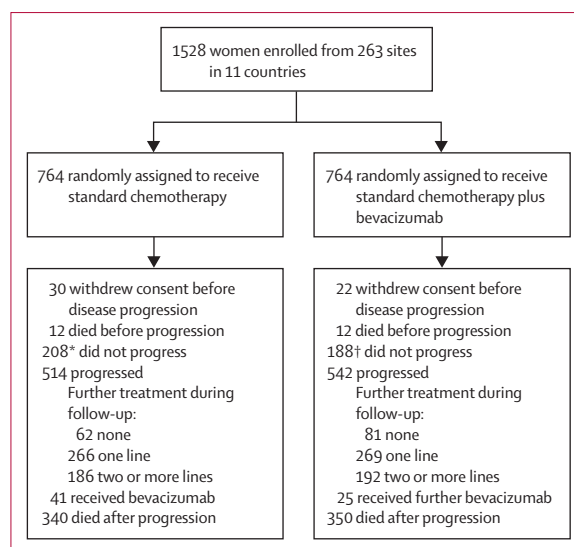 1528 women enrolled from 263 sites
in 11 countries
764 randomly assigned to receive
standard chemotherapy
764 randomly assigned to receive
standard chemotherapy plus
bevacizumab
30 withdrew consent before
disease progression
12 died before progression
208* did not progress
514 progressed
Further treatment during
follow-up:
62 none
266 one line
186 two or more lines
41 received bevacizumab
340 died after progression
22 withdrew consent before
disease progression
12 died before progression
188† did not progress
542 progressed
Further treatment during
follow-up:
81 none
269 one line
192 two or more lines
25 received further bevacizumab
350 died after progression